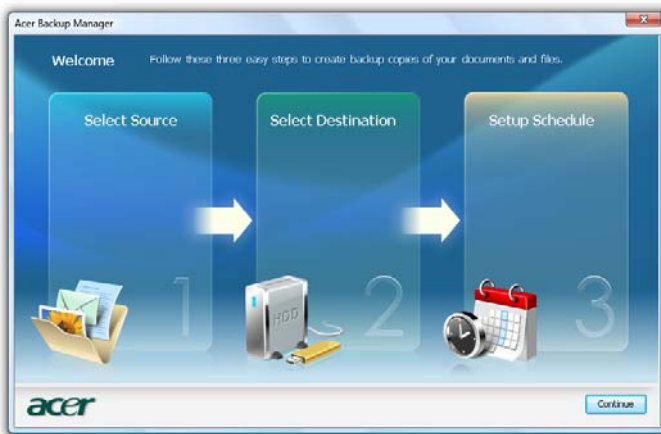 Acer Backup Manager
Welcome Follow these three easy steps to create backup copies of your documents and files.
Select Source
Select Destination
Setup Schedule
1
2
3
HDD
acer
Continue